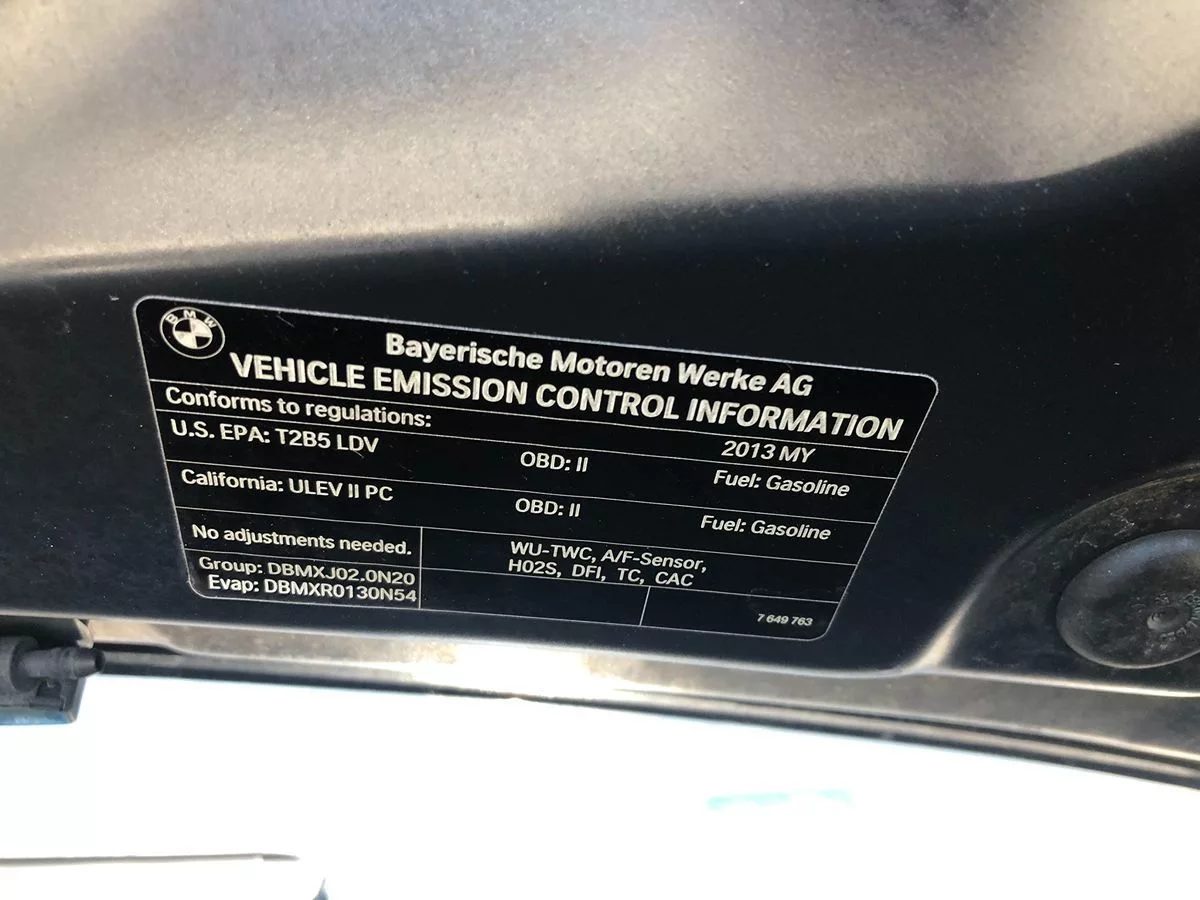 BMW
Bayerische Motoren Werke AG
VEHICLE EMISSION CONTROL INFORMATION
Conforms to regulations:
2013 MY
U.S. EPA: T2B5 LDV
OBD: II
Fuel: Gasoline
California: ULEV II PC
OBD: II
Fuel: Gasoline
No adjustments needed.
WU-TWC, A/F-Sensor,
H02S, DFI, TC, CAC
Group: DBMXJ02.0N20
Evap: DBMXR0130N54
7 649 763